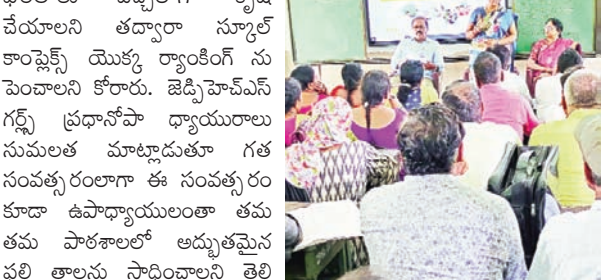 చేయాలని తద్వారా స్కూల్
కాంప్లెక్స్ యొక్క ర్యాంకింగ్ ను
పెంచాలని కోరారు. జెడ్పిహెచ్ఎస్
గర్ల్స్ ప్రధానోపా ధ్యాయురాలు
సుమలత మాట్లాడుతూ గత
సంవత్సరంలాగా ఈ సంవత్సరం
కూడా ఉపాధ్యాయులంతా తమ
తమ పాఠశాలలో అద్భుతమైన
ఫలి తాలను సాధించాలని తెలి